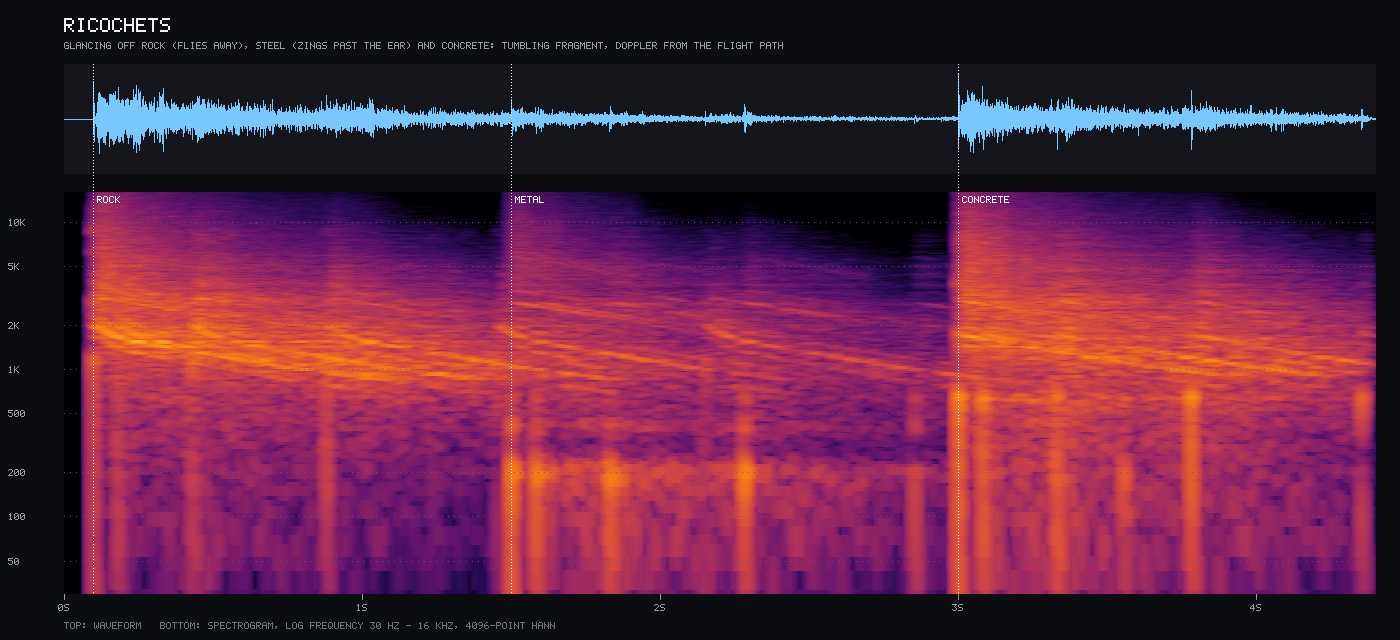 RICOCHETS
GLANCING OFF ROCK (FLIES AWAY), STEEL (ZINGS PAST THE EAR) AND CONCRETE: TUMBLING FRAGMENT, DOPPLER FROM THE FLIGHT PATH
ROCK METAL CONCRETE
10K
5K
2K
1K
500
200
100
50
0S 1S 2S 3S 4S
TOP: WAVEFORM BOTTOM: SPECTROGRAM, LOG FREQUENCY 30 HZ - 16 KHZ, 4096-POINT HANN